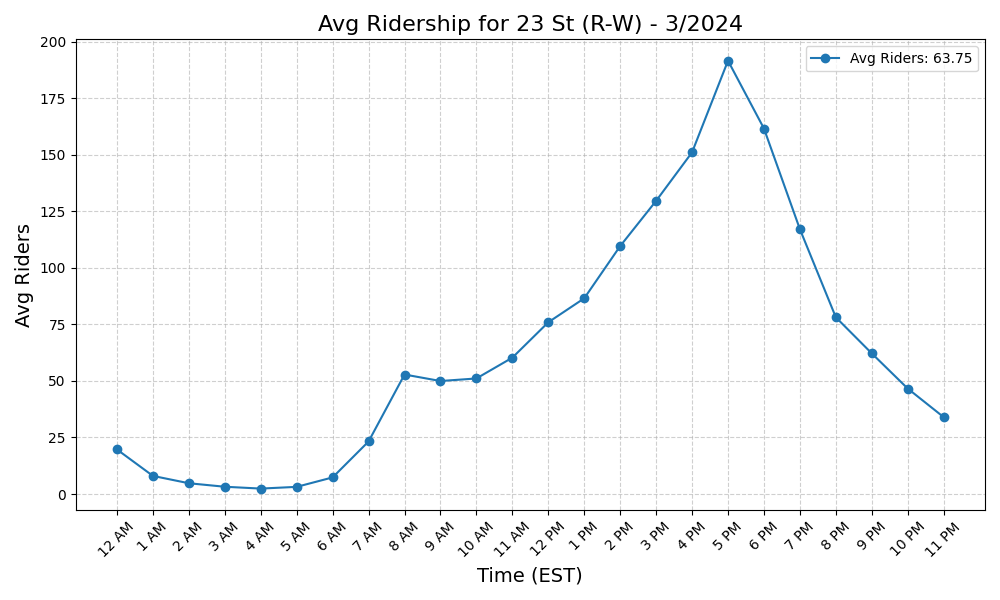 Avg Ridership for 23 St (R-W) - 3/2024
Avg Riders: 63.75
Avg Riders
200
175
150
125
100
75
50
25
0
12 AM
1 AM
2 AM
3 AM
4 AM
5 AM
6 AM
7 AM
8 AM
9 AM
10 AM
11 AM
12 PM
1 PM
2 PM
3 PM
4 PM
5 PM
6 PM
7 PM
8 PM
9 PM
10 PM
11 PM
Time (EST)